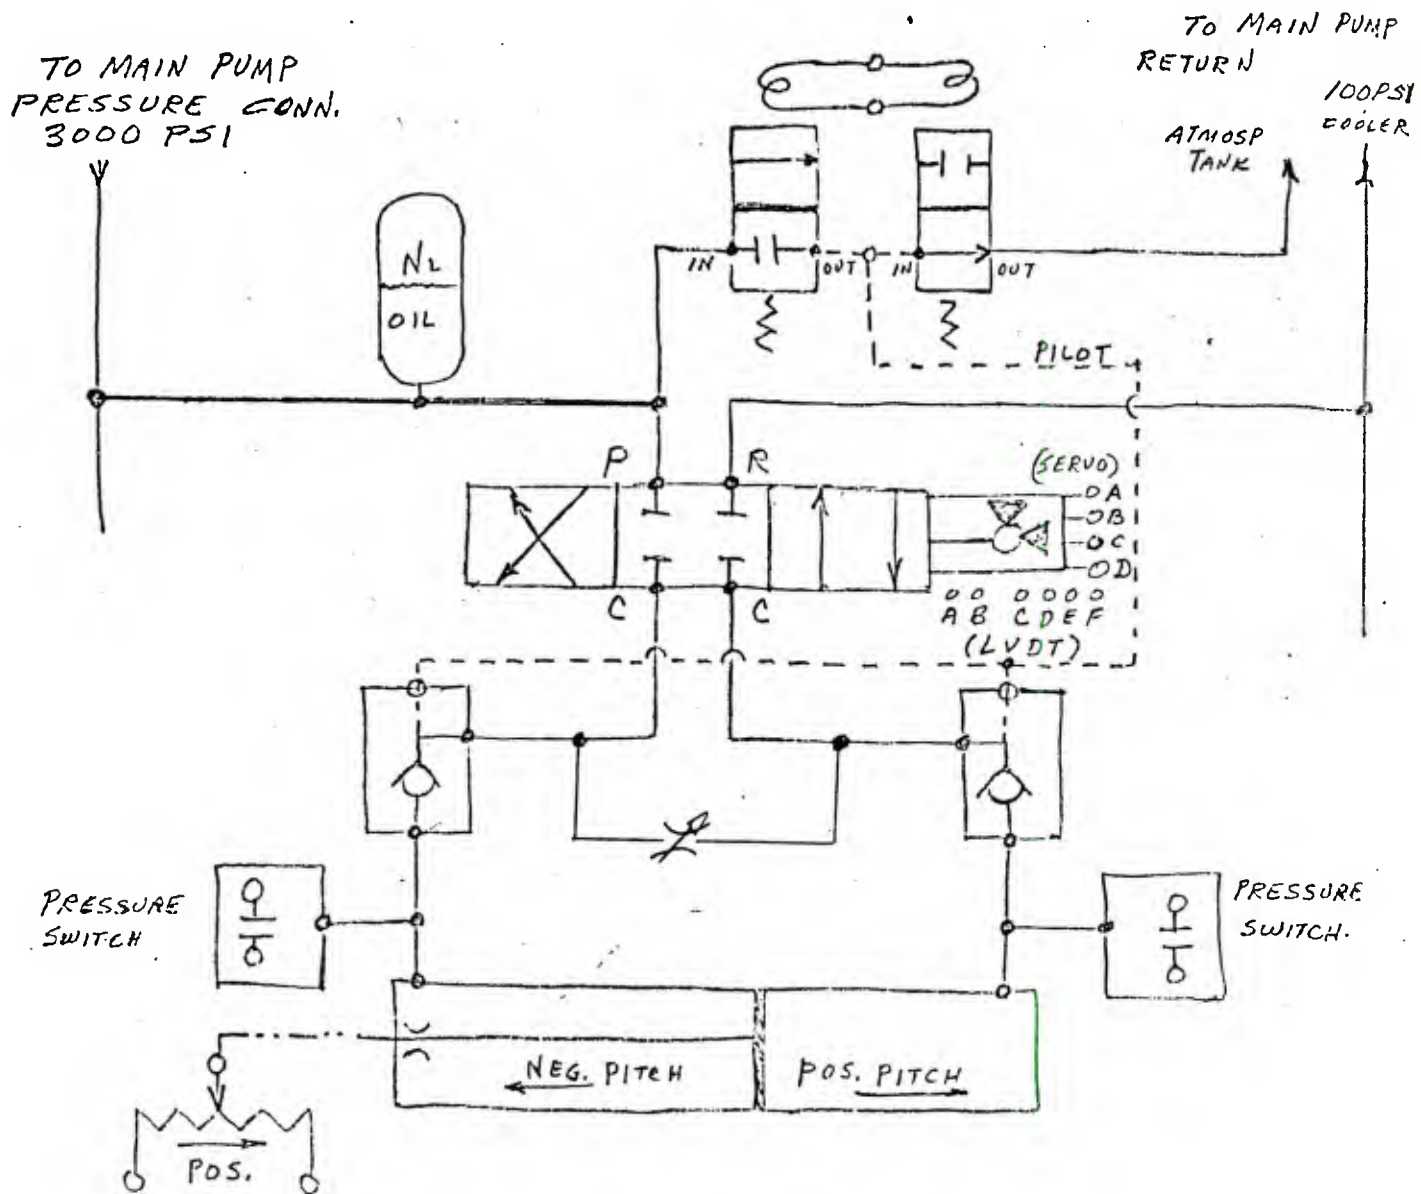 TO MAIN PUMP
PRESSURE CONN.
3000 PSI
TO MAIN PUMP
RETURN
100PSI
COOLER
ATMOSP
TANK
N2
OIL
IN
OUT
IN
OUT
PILOT
P
R
(SERVO)
A
B
C
D
C
C
A B C D E F
(LVDT)
PRESSURE
SWITCH
PRESSURE
SWITCH.
NEG. PITCH
POS. PITCH
POS.